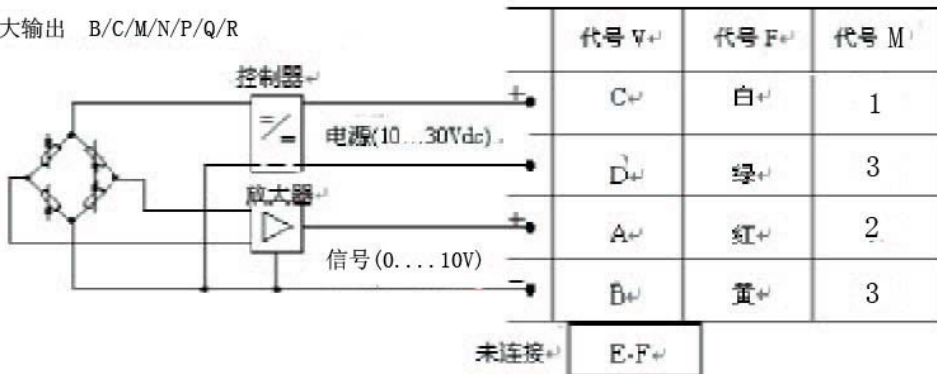 大输出 B/C/M/N/P/Q/R
代号 V 代号 F 代号 M
控制器
+ C 白 1
电源(10...30Vdc)
D 绿 3
放大器
+ A 红 2
信号(0....10V)
- B 黄 3
未连接 E-F